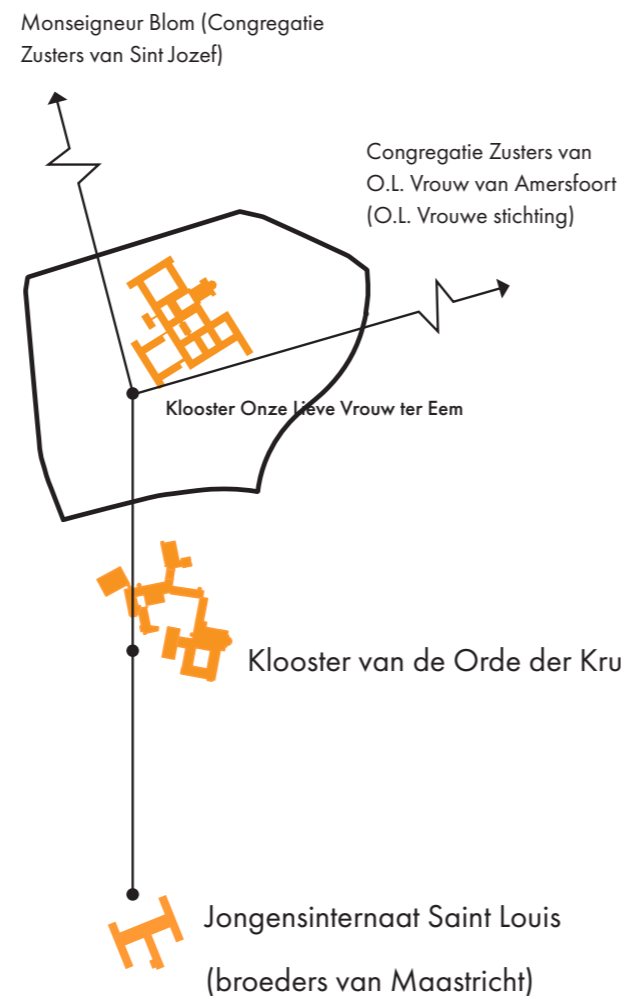 Monseigneur Blom (Congregatie
Zusters van Sint Jozef)
Congregatie Zusters van
O.L. Vrouw van Amersfoort
(O.L. Vrouwe stichting)
Klooster Onze Lieve Vrouw ter Eem
Klooster van de Orde der Kru
Jongensinternaat Saint Louis
(broeders van Maastricht)